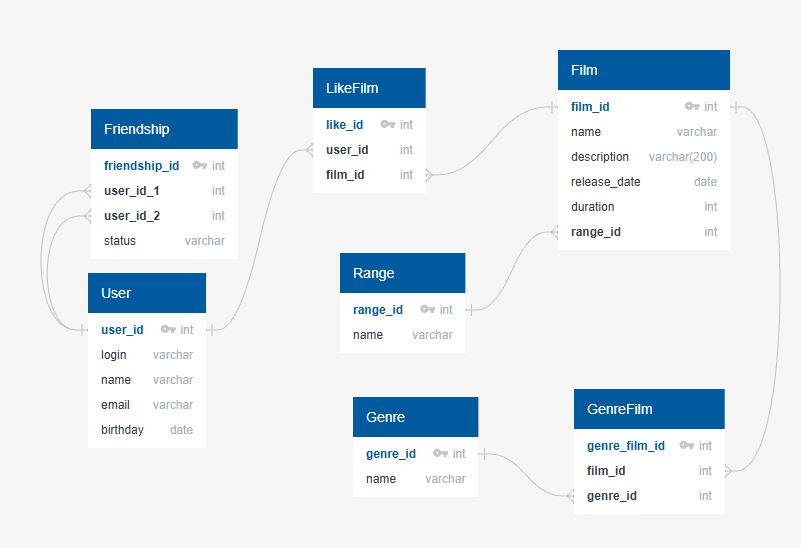 Friendship
friendship_id int
user_id_1 int
user_id_2 int
status varchar
User
user_id int
login varchar
name varchar
email varchar
birthday date
LikeFilm
like_id int
user_id int
film_id int
Range
range_id int
name varchar
Genre
genre_id int
name varchar
Film
film_id int
name varchar
description varchar(200)
release_date date
duration int
range_id int
GenreFilm
genre_film_id int
film_id int
genre_id int